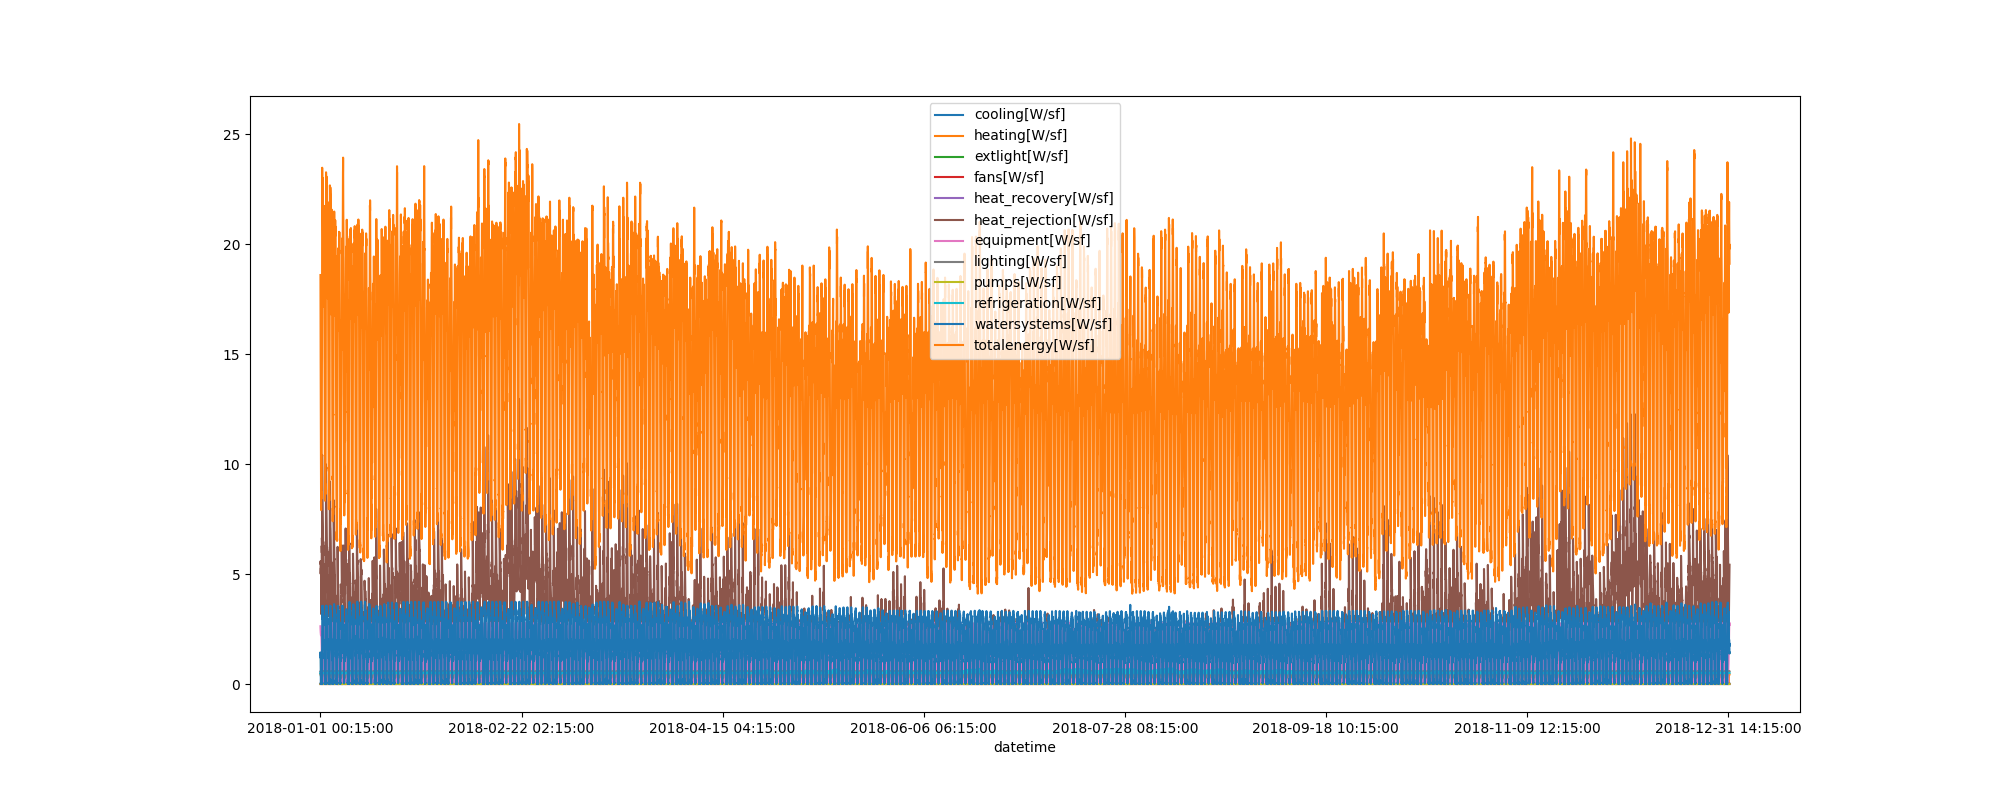 25
20
15
10
5
0
cooling[W/sf]
heating[W/sf]
extlight[W/sf]
fans[W/sf]
heat_recovery[W/sf]
heat_rejection[W/sf]
equipment[W/sf]
lighting[W/sf]
pumps[W/sf]
refrigeration[W/sf]
watersystems[W/sf]
totalenergy[W/sf]
2018-01-01 00:15:00 2018-02-22 02:15:00 2018-04-15 04:15:00 2018-06-06 06:15:00 2018-07-28 08:15:00 2018-09-18 10:15:00 2018-11-09 12:15:00 2018-12-31 14:15:00
datetime